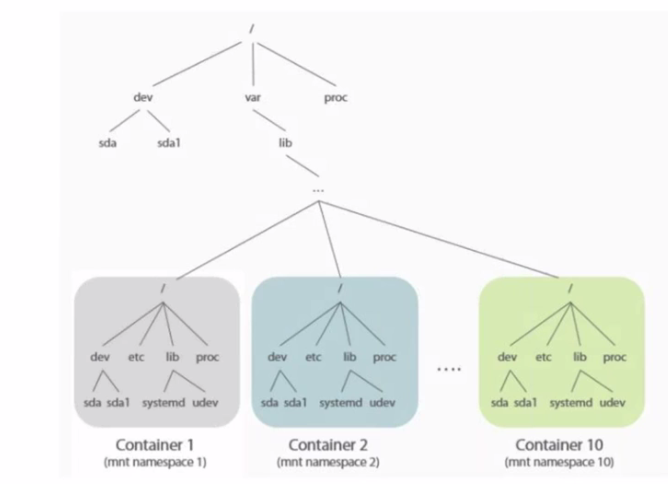 /
dev var proc
sda sda1 lib
...
/ / /
dev etc lib proc dev etc lib proc dev etc lib proc
sda sda1 systemd udev sda sda1 systemd udev .... sda sda1 systemd udev
Container 1 Container 2 Container 10
(mnt namespace 1) (mnt namespace 2) (mnt namespace 10)